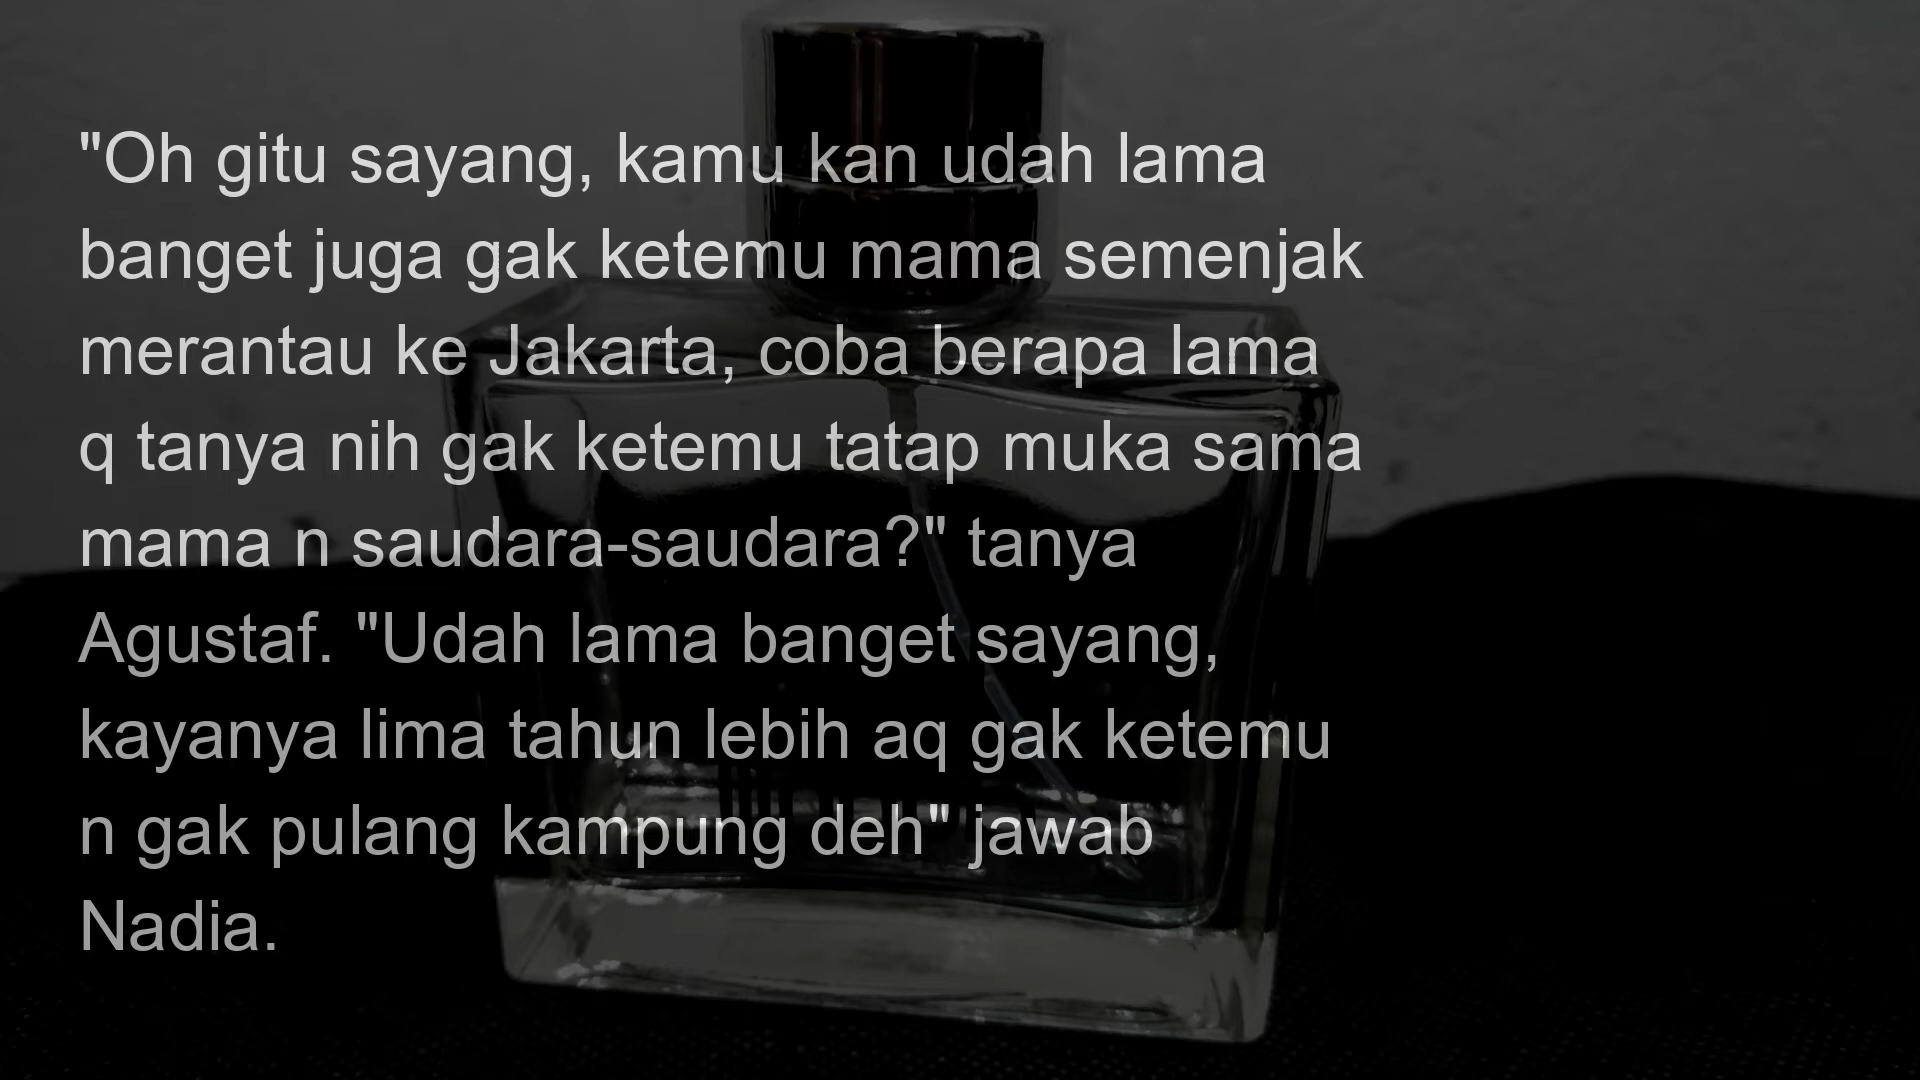 "Oh gitu sayang, kamu kan udah lama
banget juga gak ketemu mama semenjak
merantau ke Jakarta, coba berapa lama
q tanya nih gak ketemu tatap muka sama
mama n saudara-saudara?" tanya
Agustaf. "Udah lama banget sayang,
kayanya lima tahun lebih aq gak ketemu
n gak pulang kampung deh" jawab
Nadia.